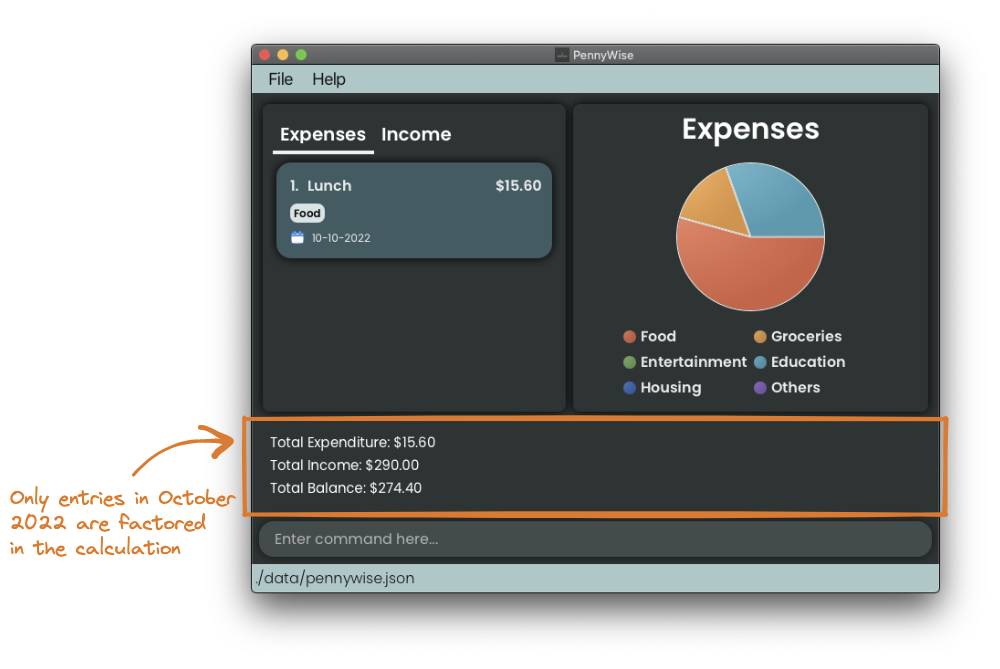 PennyWise
File Help
Expenses Income
1. Lunch $15.60
Food
10-10-2022
Expenses
Food Groceries
Entertainment Education
Housing Others
Total Expenditure: $15.60
Total Income: $290.00
Total Balance: $274.40
Only entries in October
2022 are factored
in the calculation
Enter command here...
./data/pennywise.json